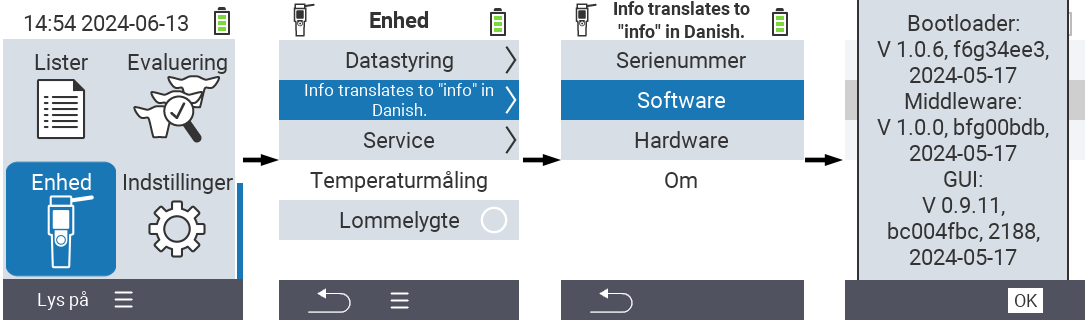 14:54 2024-06-13
Lister
Evaluering
Enhed
Indstillinger
Lys på
Enhed
Datastyring
Info translates to "info" in
Danish.
Service
Temperaturmåling
Lommelygte
Info translates to
"info" in Danish.
Serienummer
Software
Hardware
Om
Bootloader:
V 1.0.6, f6g34ee3,
2024-05-17
Middleware:
V 1.0.0, bfg00bdb,
2024-05-17
GUI:
V 0.9.11,
bc004fbc, 2188,
2024-05-17
OK